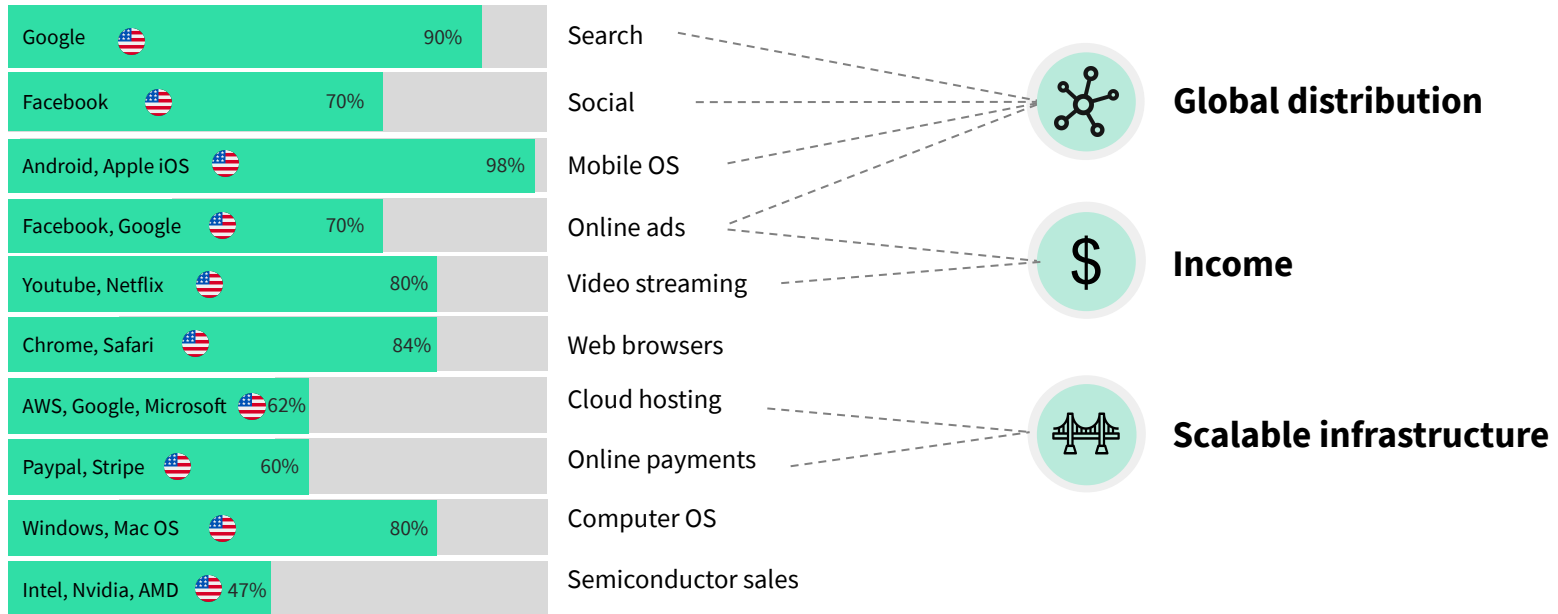 Google 90% Search
Facebook 70% Social
Android, Apple iOS 98% Mobile OS
Facebook, Google 70% Online ads
Youtube, Netflix 80% Video streaming
Chrome, Safari 84% Web browsers
AWS, Google, Microsoft 62% Cloud hosting
Paypal, Stripe 60% Online payments
Windows, Mac OS 80% Computer OS
Intel, Nvidia, AMD 47% Semiconductor sales
Global distribution
$
Income
Scalable infrastructure